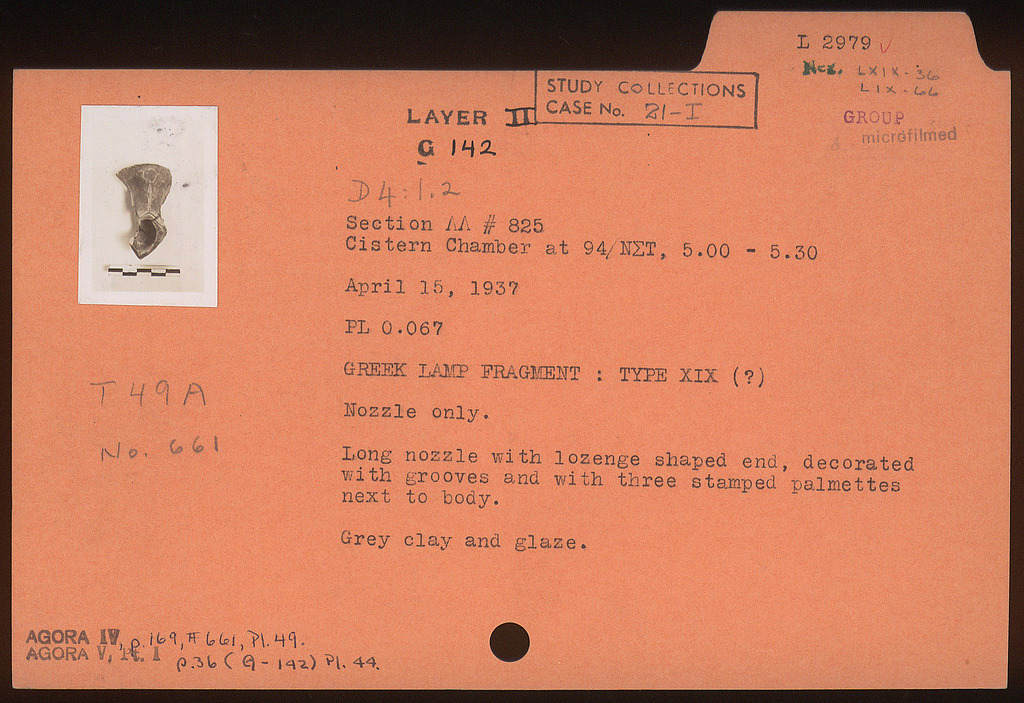 L 2979 ✓
Neg. LXIX-36
LIX-66
GROUP
microfilmed
STUDY COLLECTIONS
CASE No. 21-I
LAYER II
G 142
D4:1.2
Section ΛΛ # 825
Cistern Chamber at 94/ΝΣΤ, 5.00 - 5.30
April 15, 1937
PL 0.067
GREEK LAMP FRAGMENT : TYPE XIX (?)
Nozzle only.
Long nozzle with lozenge shaped end, decorated
with grooves and with three stamped palmettes
next to body.
Grey clay and glaze.
T 49A
No. 661
AGORA IV, p.169, # 661, Pl. 49.
AGORA V, Pt. I p.36 (G-142) Pl. 44.